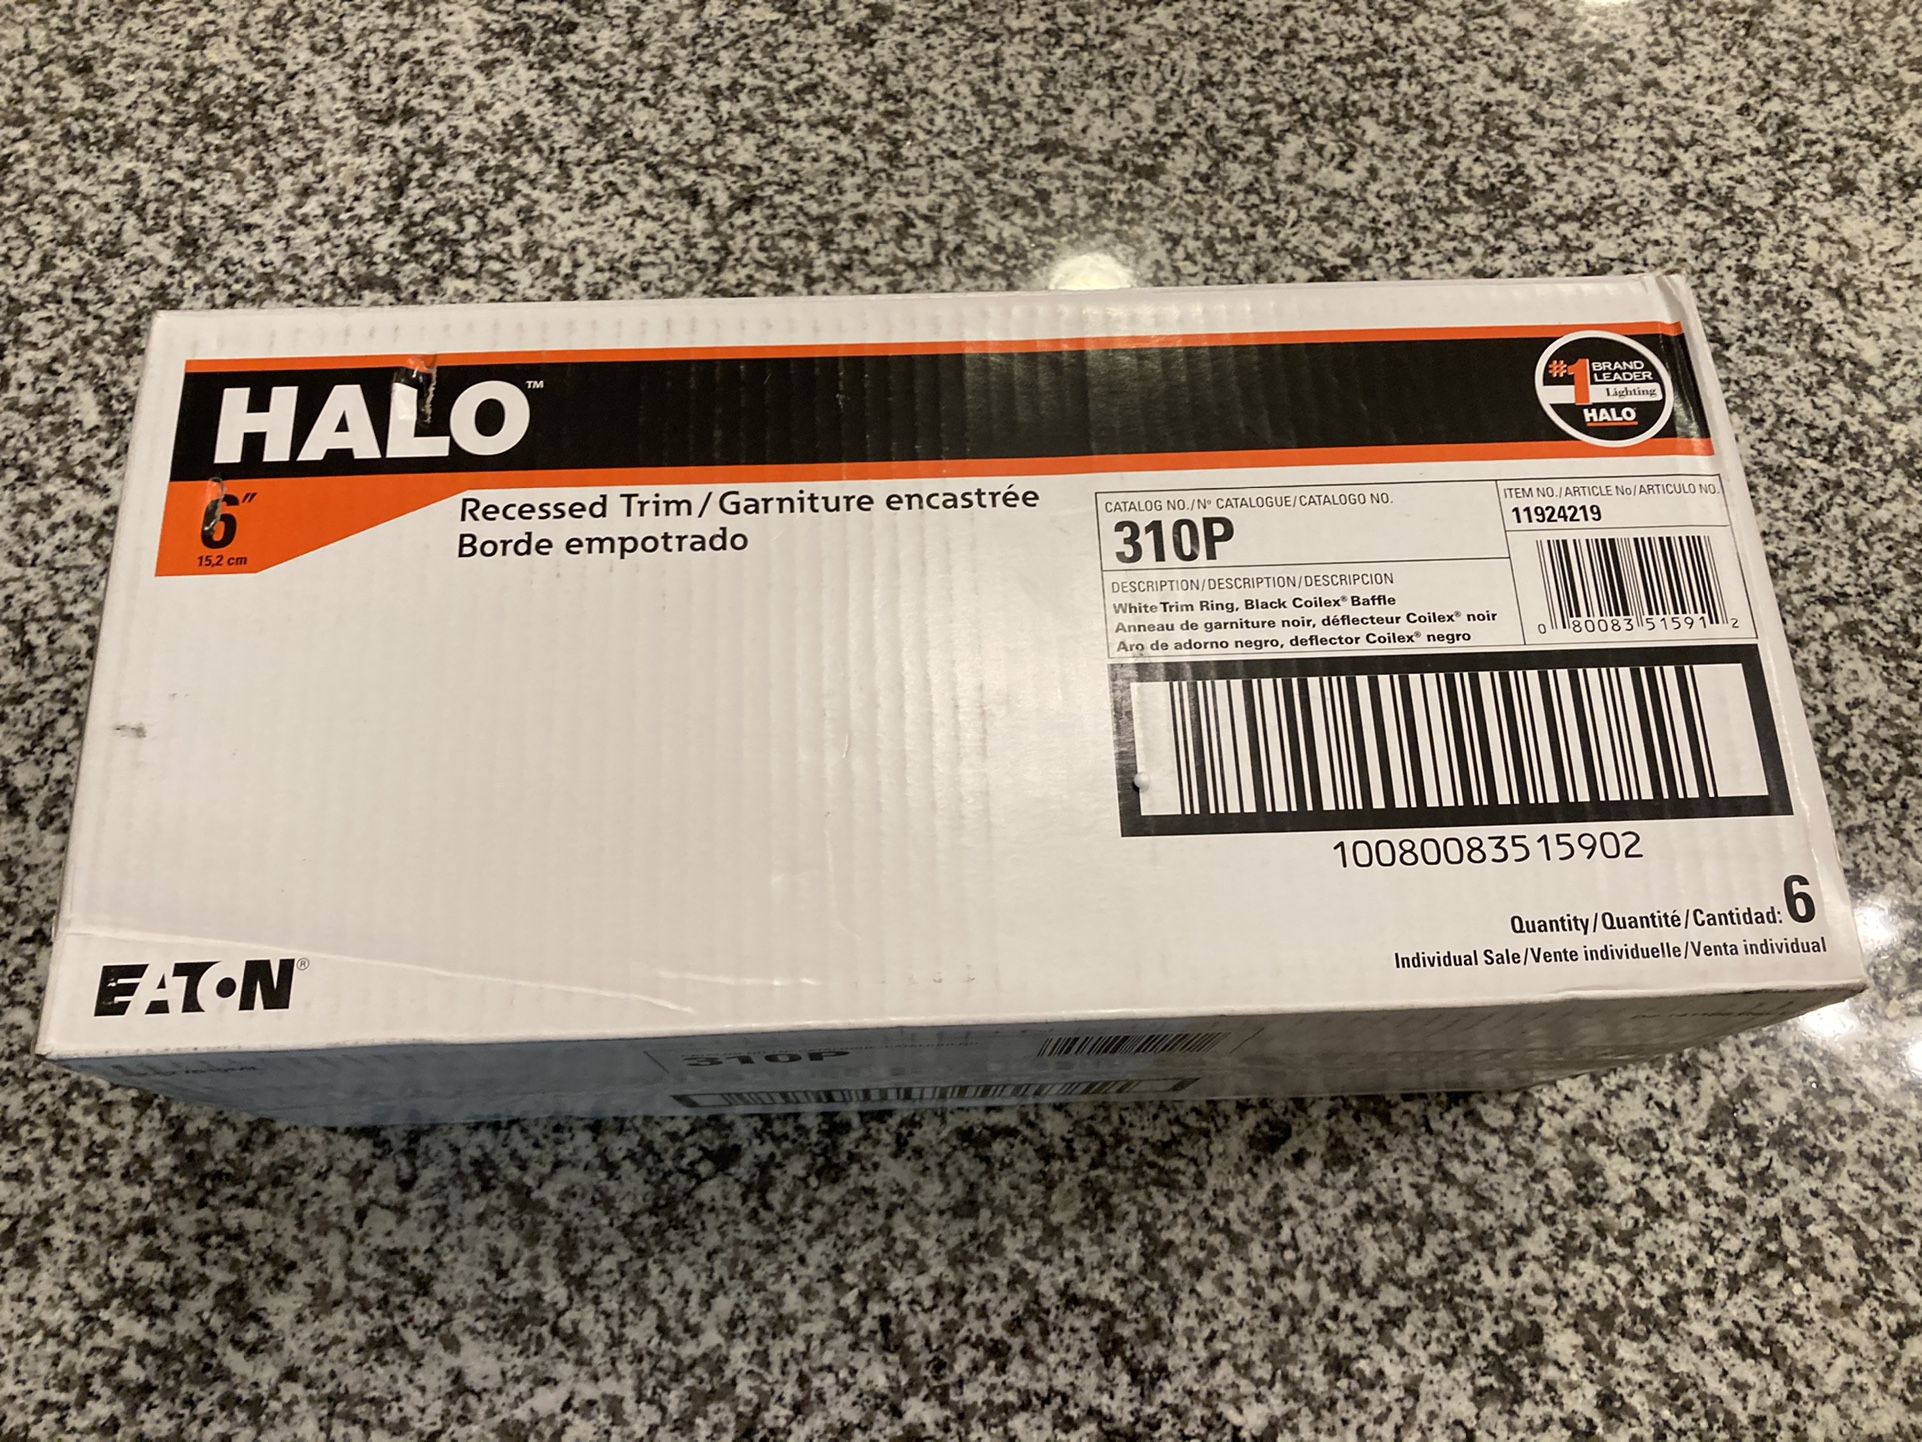 HALO™
#1 BRAND
LEADER
Lighting
HALO
6"
15,2 cm
Recessed Trim/Garniture encastrée
Borde empotrado
CATALOG NO./Nº CATALOGUE/CATALOGO NO.
310P
ITEM NO./ARTICLE No/ARTICULO NO.
11924219
DESCRIPTION/DESCRIPTION/DESCRIPCION
White Trim Ring, Black Coilex® Baffle
Anneau de garniture noir, déflecteur Coilex® noir
Aro de adorno negro, deflector Coilex® negro
0 80083 51591 2
10080083515902
Quantity/Quantité/Cantidad: 6
Individual Sale/Vente individuelle/Venta individual
EATON®
310P